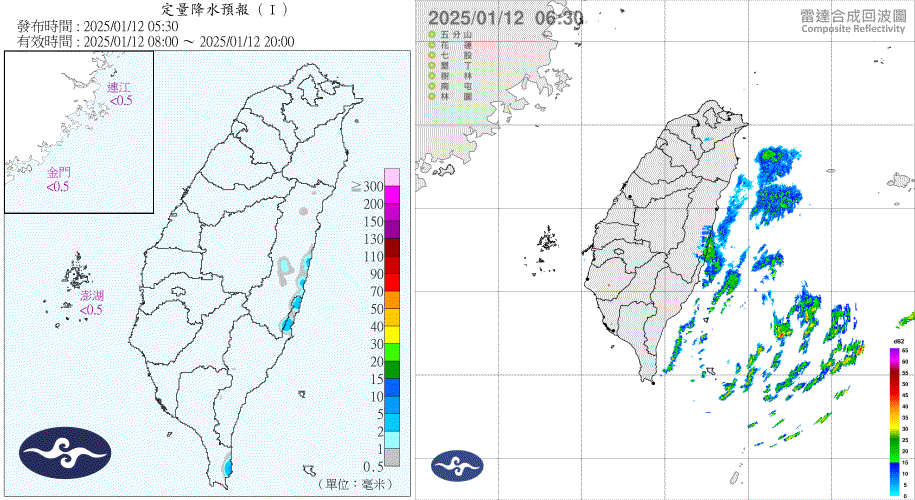 定量降水預報（I）
發布時間：2025/01/12 05:30
有效時間：2025/01/12 08:00 ～ 2025/01/12 20:00
連江
<0.5
金門
<0.5
澎湖
<0.5
≧300
200
150
130
110
90
70
50
40
30
20
15
10
5
2
1
0.5
（單位：毫米）
2025/01/12 06:30
雷達合成回波圖
Composite Reflectivity
五分山
花蓮
七股
墾丁
樹林
南屯
林園
dBZ
65
60
55
50
45
40
35
30
25
20
15
10
5
0